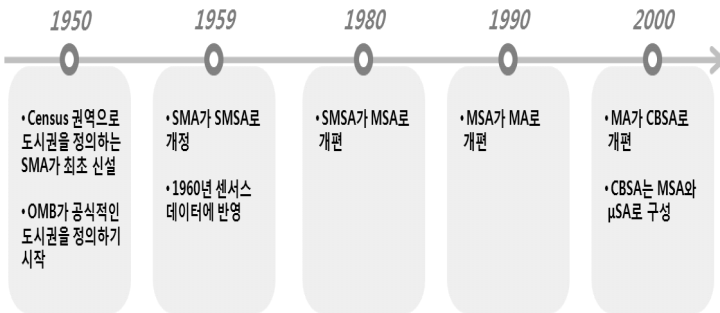 1950
1959
1980
1990
2000
• Census 권역으로
도시권을 정의하는
SMA가 최초 신설
• OMB가 공식적인
도시권을 정의하기
시작
• SMA가 SMSA로
개정
• 1960년 센서스
데이터에 반영
• SMSA가 MSA로
개편
• MSA가 MA로
개편
• MA가 CBSA로
개편
• CBSA는 MSA와
μSA로 구성